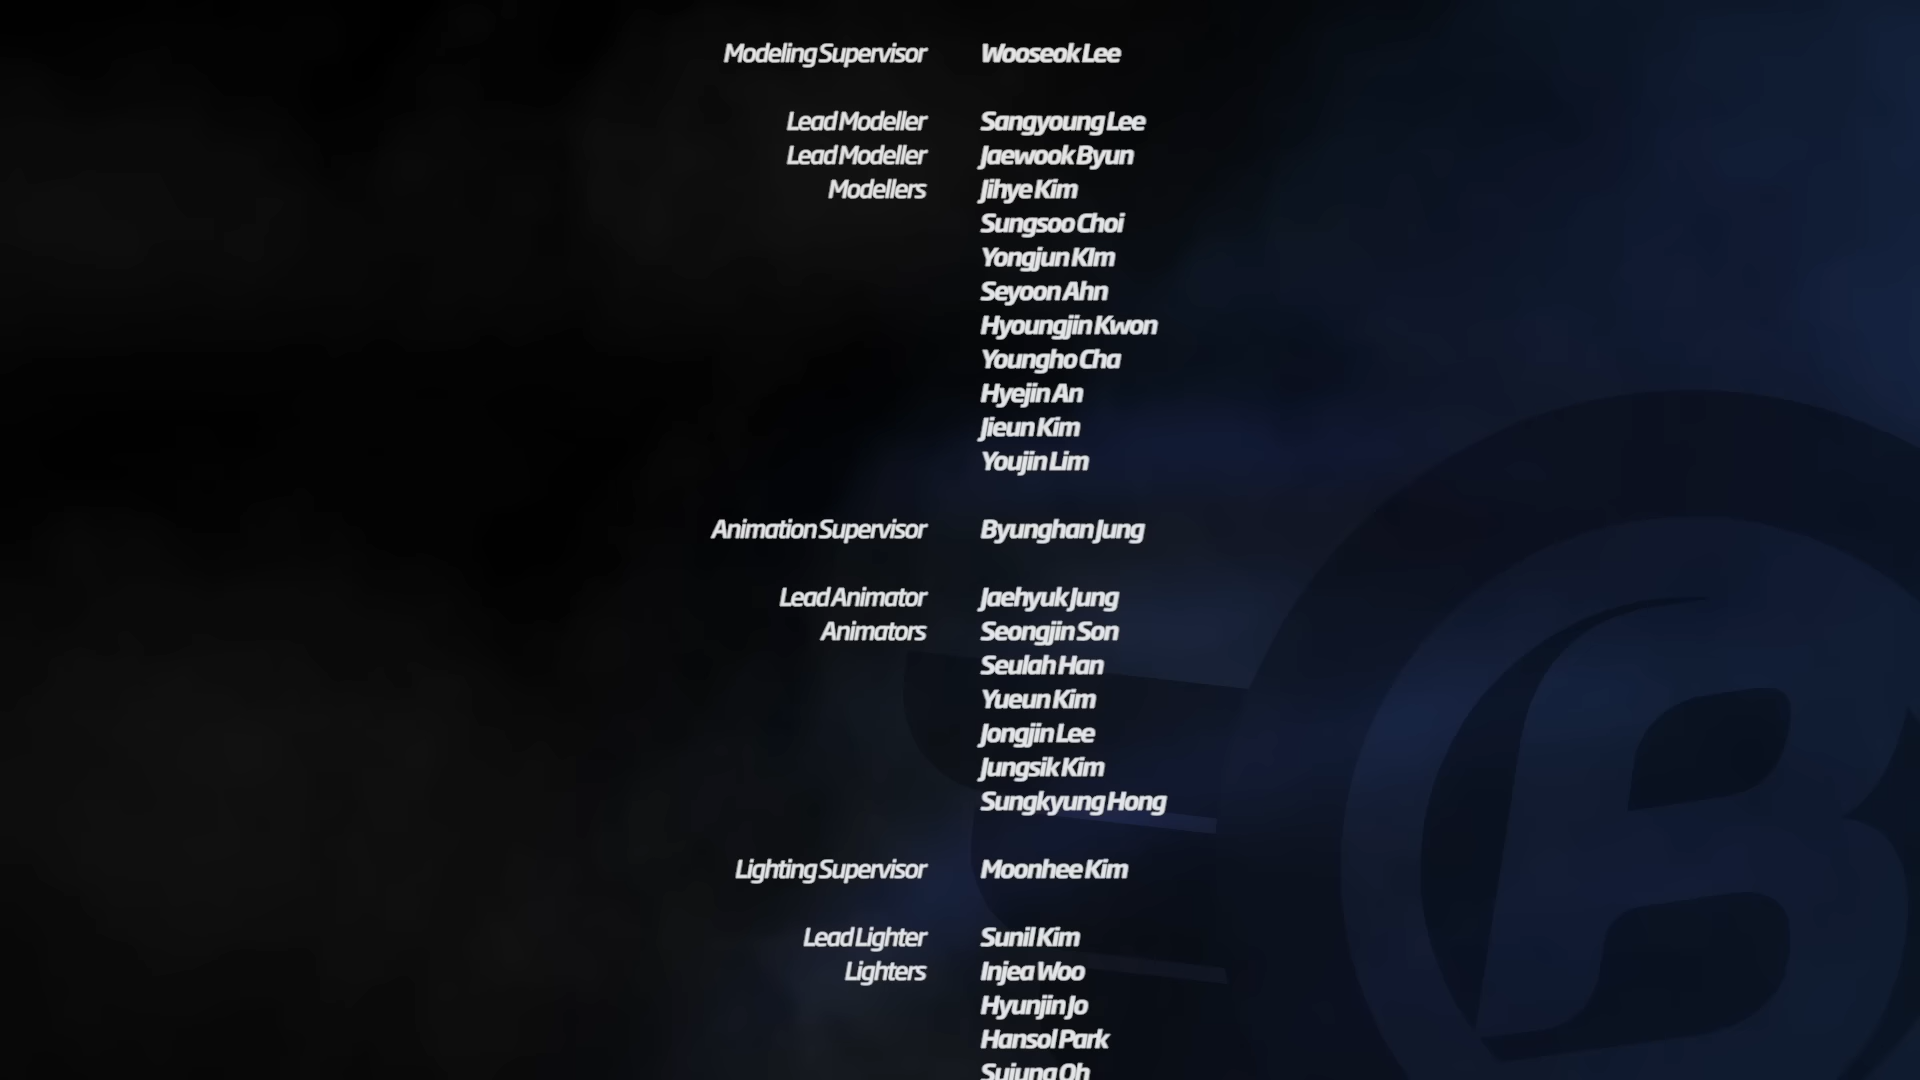 Modeling Supervisor Wooseok Lee
Lead Modeller Sangyoung Lee
Lead Modeller Jaewook Byun
Modellers Jihye Kim
Sungsoo Choi
Yongjun KIm
Seyoon Ahn
Hyoungjin Kwon
Youngho Cha
Hyejin An
Jieun Kim
Youjin Lim
Animation Supervisor Byunghan Jung
Lead Animator Jaehyuk Jung
Animators Seongjin Son
Seulah Han
Yueun Kim
Jongjin Lee
Jungsik Kim
Sungkyung Hong
Lighting Supervisor Moonhee Kim
Lead Lighter Sunil Kim
Lighters Injea Woo
Hyunjin Jo
Hansol Park
Sujung Oh
B